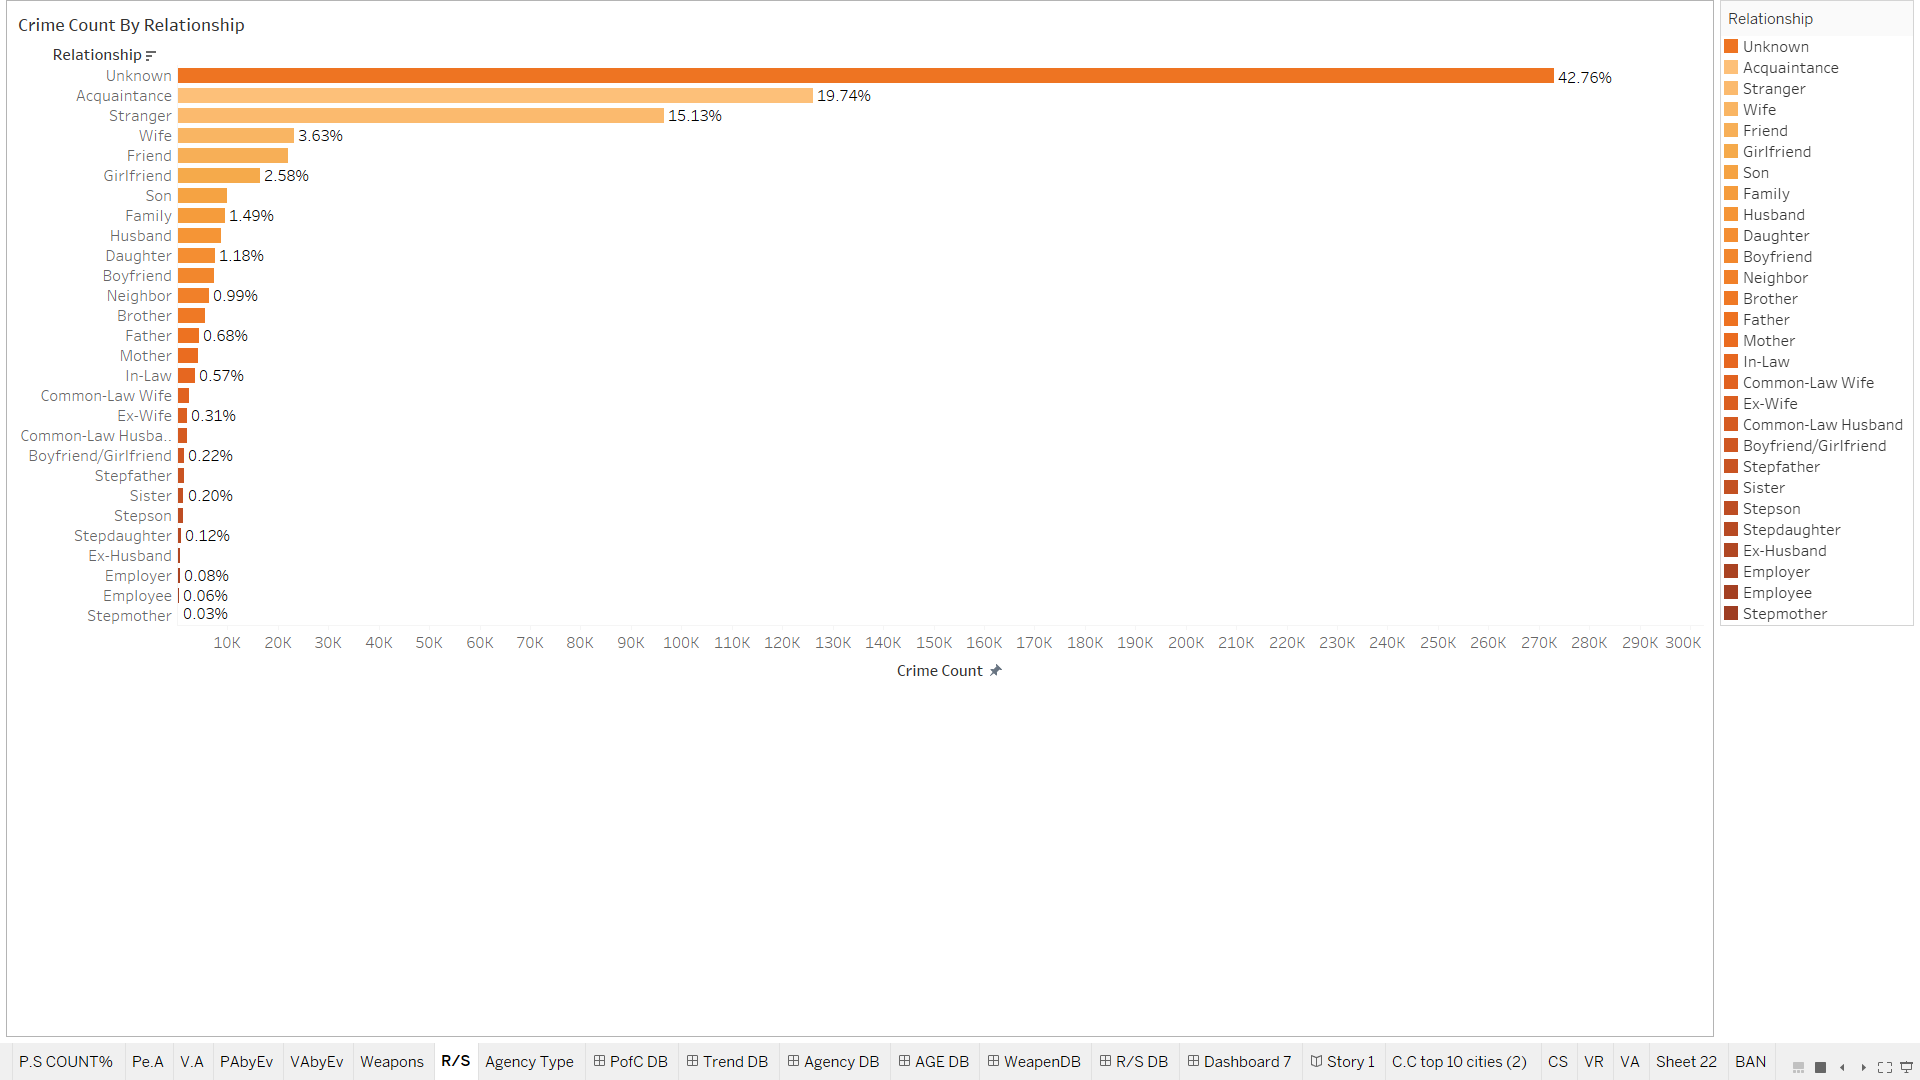 Crime Count By Relationship
Relationship
Unknown 42.76%
Acquaintance 19.74%
Stranger 15.13%
Wife 3.63%
Friend
Girlfriend 2.58%
Son
Family 1.49%
Husband
Daughter 1.18%
Boyfriend
Neighbor 0.99%
Brother
Father 0.68%
Mother
In-Law 0.57%
Common-Law Wife
Ex-Wife 0.31%
Common-Law Husba..
Boyfriend/Girlfriend 0.22%
Stepfather
Sister 0.20%
Stepson
Stepdaughter 0.12%
Ex-Husband
Employer 0.08%
Employee 0.06%
Stepmother 0.03%
10K 20K 30K 40K 50K 60K 70K 80K 90K 100K 110K 120K 130K 140K 150K 160K 170K 180K 190K 200K 210K 220K 230K 240K 250K 260K 270K 280K 290K 300K
Crime Count
Relationship
Unknown
Acquaintance
Stranger
Wife
Friend
Girlfriend
Son
Family
Husband
Daughter
Boyfriend
Neighbor
Brother
Father
Mother
In-Law
Common-Law Wife
Ex-Wife
Common-Law Husband
Boyfriend/Girlfriend
Stepfather
Sister
Stepson
Stepdaughter
Ex-Husband
Employer
Employee
Stepmother
P.S COUNT% Pe.A V.A PAbyEv VAbyEv Weapons R/S Agency Type PofC DB Trend DB Agency DB AGE DB WeapenDB R/S DB Dashboard 7 Story 1 C.C top 10 cities (2) CS VR VA Sheet 22 BAN